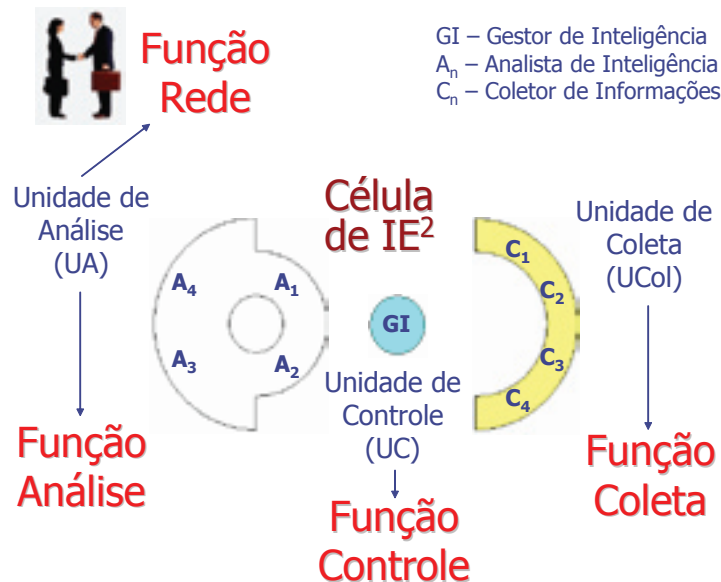 Função
Rede
GI – Gestor de Inteligência
Aₙ – Analista de Inteligência
Cₙ – Coletor de Informações
Unidade de
Análise
(UA)
Célula
de IE²
Unidade de
Coleta
(UCol)
A₄
A₁
A₃
A₂
GI
C₁
C₂
C₃
C₄
Unidade de
Controle
(UC)
Função
Análise
Função
Controle
Função
Coleta